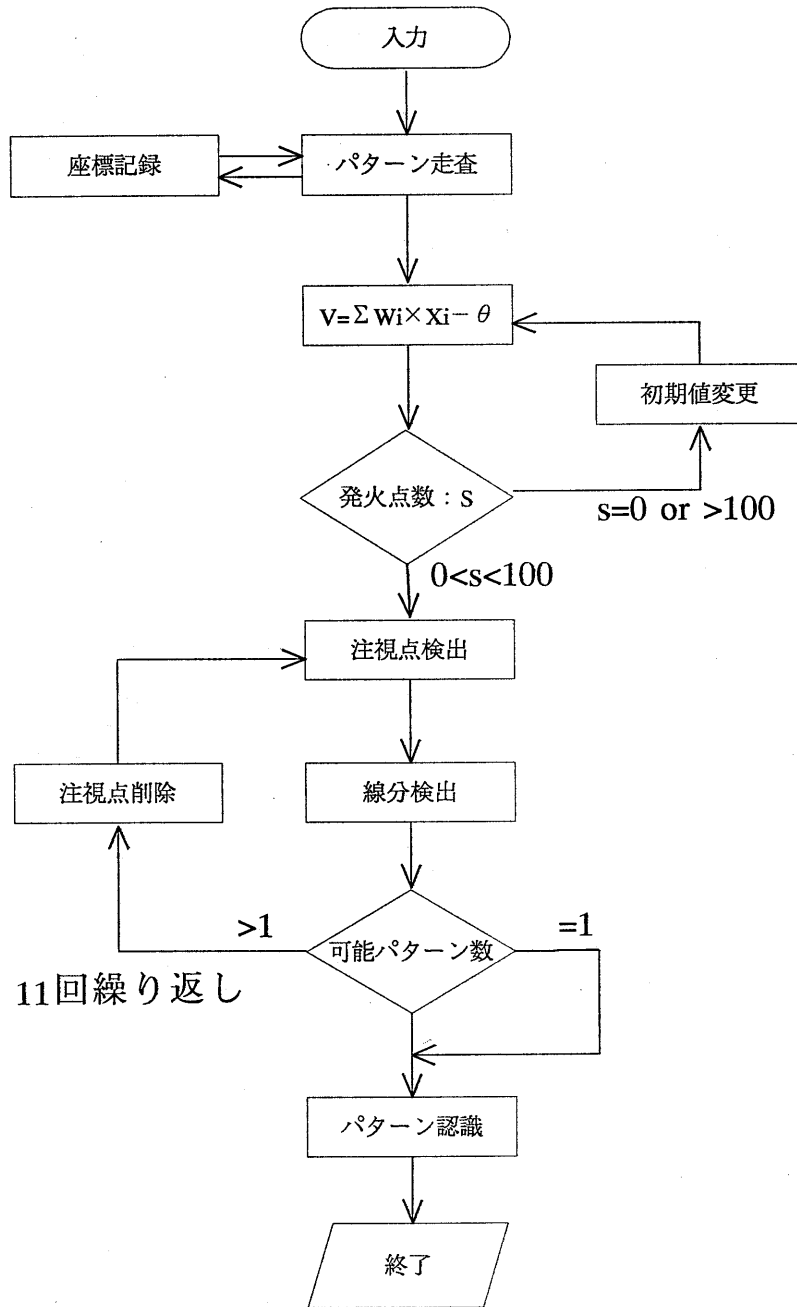 入力
座標記録
パターン走査
V=ΣWi×Xi－θ
初期値変更
発火点数：S
s=0 or >100
0<s<100
注視点検出
注視点削除
線分検出
>1
可能パターン数
=1
11回繰り返し
パターン認識
終了